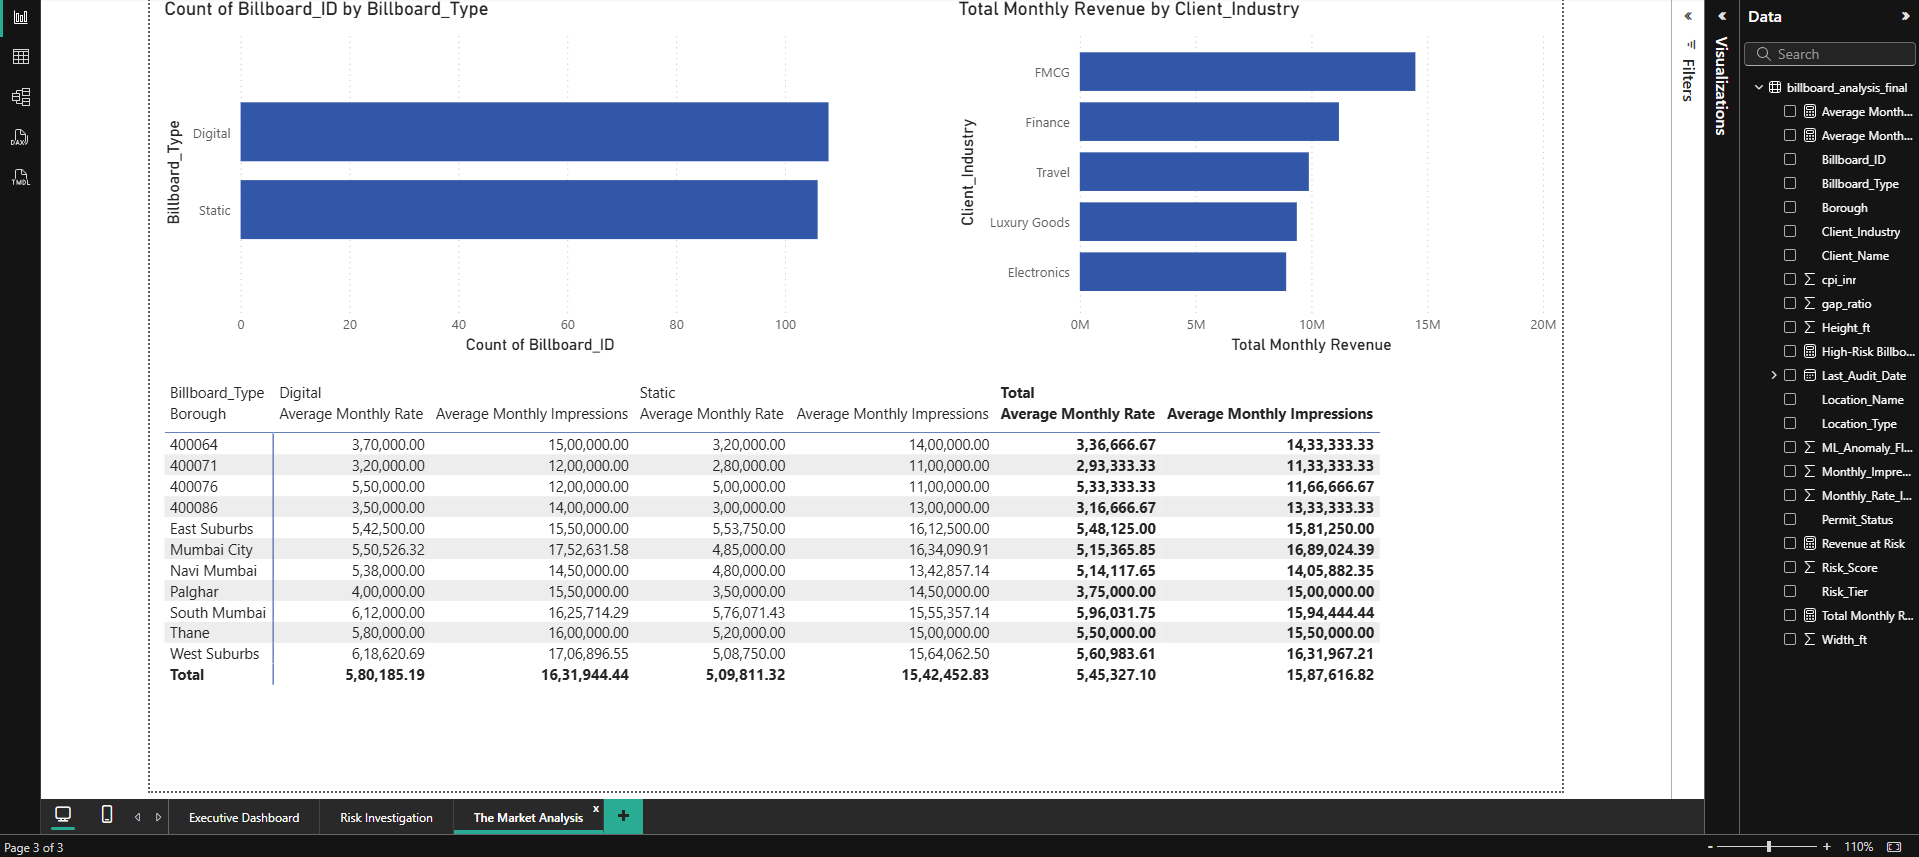 Count of Billboard_ID by Billboard_Type
Billboard_Type
Digital
Static
0 20 40 60 80 100
Count of Billboard_ID
Total Monthly Revenue by Client_Industry
Client_Industry
FMCG
Finance
Travel
Luxury Goods
Electronics
0M 5M 10M 15M 20M
Total Monthly Revenue
Billboard_Type Digital Static Total
Borough Average Monthly Rate Average Monthly Impressions Average Monthly Rate Average Monthly Impressions Average Monthly Rate Average Monthly Impressions
400064 3,70,000.00 15,00,000.00 3,20,000.00 14,00,000.00 3,36,666.67 14,33,333.33
400071 3,20,000.00 12,00,000.00 2,80,000.00 11,00,000.00 2,93,333.33 11,33,333.33
400076 5,50,000.00 12,00,000.00 5,00,000.00 11,00,000.00 5,33,333.33 11,66,666.67
400086 3,50,000.00 14,00,000.00 3,00,000.00 13,00,000.00 3,16,666.67 13,33,333.33
East Suburbs 5,42,500.00 15,50,000.00 5,53,750.00 16,12,500.00 5,48,125.00 15,81,250.00
Mumbai City 5,50,526.32 17,52,631.58 4,85,000.00 16,34,090.91 5,15,365.85 16,89,024.39
Navi Mumbai 5,38,000.00 14,50,000.00 4,80,000.00 13,42,857.14 5,14,117.65 14,05,882.35
Palghar 4,00,000.00 15,50,000.00 3,50,000.00 14,50,000.00 3,75,000.00 15,00,000.00
South Mumbai 6,12,000.00 16,25,714.29 5,76,071.43 15,55,357.14 5,96,031.75 15,94,444.44
Thane 5,80,000.00 16,00,000.00 5,20,000.00 15,00,000.00 5,50,000.00 15,50,000.00
West Suburbs 6,18,620.69 17,06,896.55 5,08,750.00 15,64,062.50 5,60,983.61 16,31,967.21
Total 5,80,185.19 16,31,944.44 5,09,811.32 15,42,452.83 5,45,327.10 15,87,616.82
Filters
Visualizations
Data
Search
billboard_analysis_final
Average Month...
Average Month...
Billboard_ID
Billboard_Type
Borough
Client_Industry
Client_Name
cpi_inr
gap_ratio
Height_ft
High-Risk Billbo...
Last_Audit_Date
Location_Name
Location_Type
ML_Anomaly_Fl...
Monthly_Impre...
Monthly_Rate_I...
Permit_Status
Revenue at Risk
Risk_Score
Risk_Tier
Total Monthly R...
Width_ft
DAX
TMDL
Executive Dashboard Risk Investigation The Market Analysis x +
Page 3 of 3
- + 110%